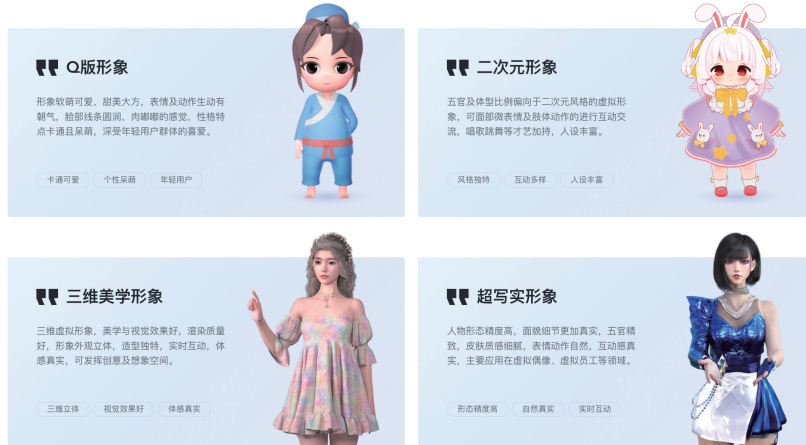 Q版形象
形象软萌可爱，甜美大方，表情及动作生动有
朝气，脸部线条圆润，肉嘟嘟的感觉，性格特
点卡通且呆萌，深受年轻用户群体的喜爱。
卡通可爱 个性呆萌 年轻用户
二次元形象
五官及体型比例偏向于二次元风格的虚拟形
象，可面部微表情及肢体动作的进行互动交
流，唱歌跳舞等才艺加持，人设丰富。
风格独特 互动多样 人设丰富
三维美学形象
三维虚拟形象，美学与视觉效果好，渲染质量
好，形象外观立体，造型独特，实时互动，体
感真实，可发挥创意及想象空间。
三维立体 视觉效果好 体感真实
超写实形象
人物形态精度高，面貌细节更加真实，五官精
致，皮肤质感细腻，表情动作自然，互动感真
实，主要应用在虚拟偶像、虚拟员工等领域。
形态精度高 自然真实 实时互动